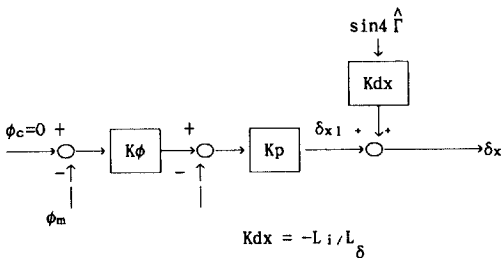 sin4 Γ̂
Kdx
ϕc=0 + + δx1 + +
Kϕ Kp δx
− −
ϕm
Kdx = -Li/Lδ